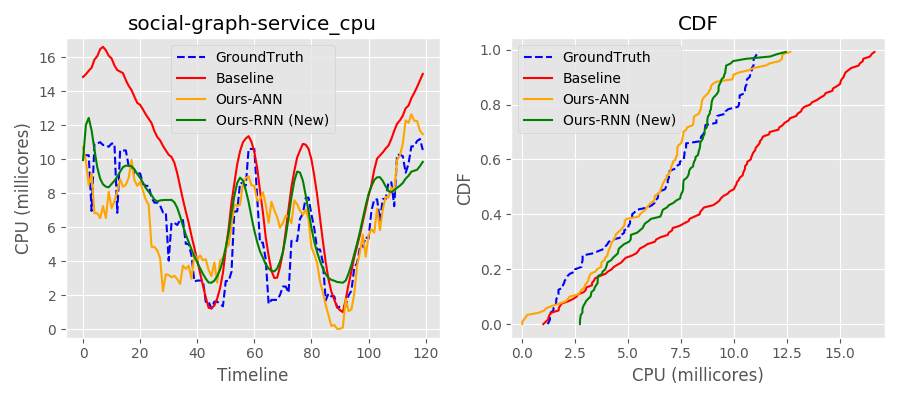 social-graph-service_cpu
CPU (millicores)
16
14
12
10
8
6
4
2
0
0
20
40
60
80
100
120
Timeline
GroundTruth
Baseline
Ours-ANN
Ours-RNN (New)
CDF
CDF
1.0
0.8
0.6
0.4
0.2
0.0
0.0
2.5
5.0
7.5
10.0
12.5
15.0
CPU (millicores)
GroundTruth
Baseline
Ours-ANN
Ours-RNN (New)